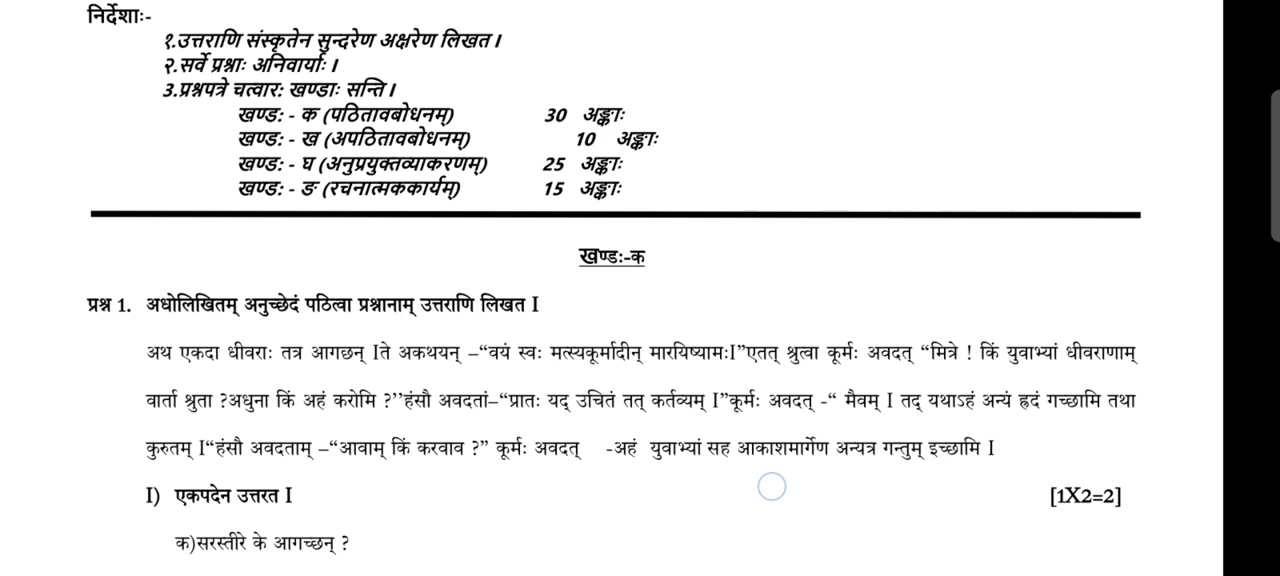 निर्देशाः-
१.उत्तराणि संस्कृतेन सुन्दरेण अक्षरेण लिखत ।
२.सर्वे प्रश्नाः अनिवार्याः ।
3.प्रश्नपत्रे चत्वारः खण्डाः सन्ति ।
खण्डः - क (पठितावबोधनम्) 30 अङ्काः
खण्डः - ख (अपठितावबोधनम्) 10 अङ्काः
खण्डः - घ (अनुप्रयुक्तव्याकरणम्) 25 अङ्काः
खण्डः - ङ (रचनात्मककार्यम्) 15 अङ्काः
खण्डः-क
प्रश्न 1. अधोलिखितम् अनुच्छेदं पठित्वा प्रश्नानाम् उत्तराणि लिखत I
अथ एकदा धीवराः तत्र आगछन् Iते अकथयन् –“वयं स्वः मत्स्यकूर्मादीन् मारयिष्यामःI”एतत् श्रुत्वा कूर्मः अवदत् “मित्रे ! किं युवाभ्यां धीवराणाम्
वार्ता श्रुता ?अधुना किं अहं करोमि ?’’हंसौ अवदतां–“प्रातः यद् उचितं तत् कर्तव्यम् I”कूर्मः अवदत् -“ मैवम् I तद् यथाऽहं अन्यं ह्रदं गच्छामि तथा
कुरुतम् I“हंसौ अवदताम् –“आवाम् किं करवाव ?” कूर्मः अवदत् -अहं युवाभ्यां सह आकाशमार्गेण अन्यत्र गन्तुम् इच्छामि I
I) एकपदेन उत्तरत I [1X2=2]
क)सरस्तीरे के आगच्छन् ?